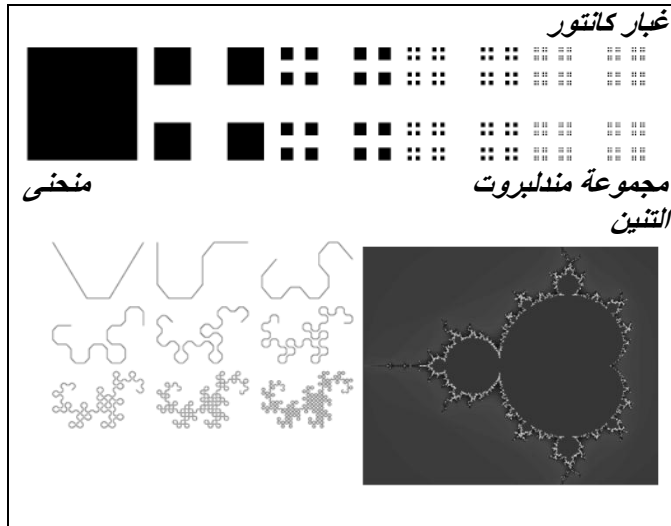 غبار كانتور
مجموعة مندلبروت منحنى
التنين